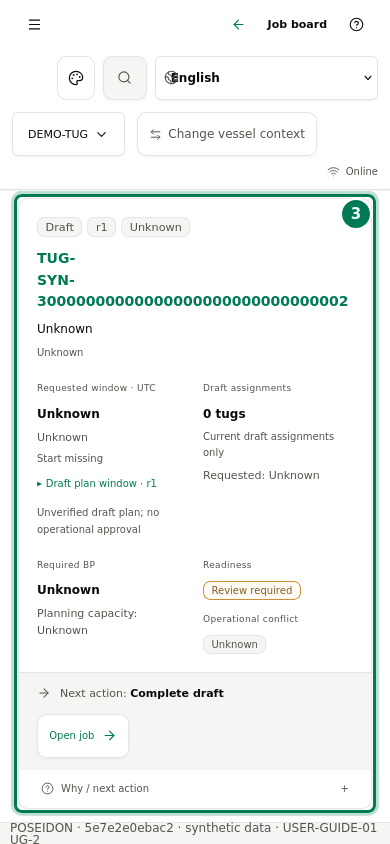 Job board
English
DEMO-TUG
Change vessel context
Online
3
Draft r1 Unknown
TUG-
SYN-
30000000000000000000000000000002
Unknown
Unknown
Requested window · UTC
Unknown
Unknown
Start missing
▸ Draft plan window · r1
Unverified draft plan; no
operational approval
Draft assignments
0 tugs
Current draft assignments
only
Requested: Unknown
Required BP
Unknown
Planning capacity:
Unknown
Readiness
Review required
Operational conflict
Unknown
Next action: Complete draft
Open job
Why / next action +
POSEIDON · 5e7e2e0ebac2 · synthetic data · USER-GUIDE-01
UG-2